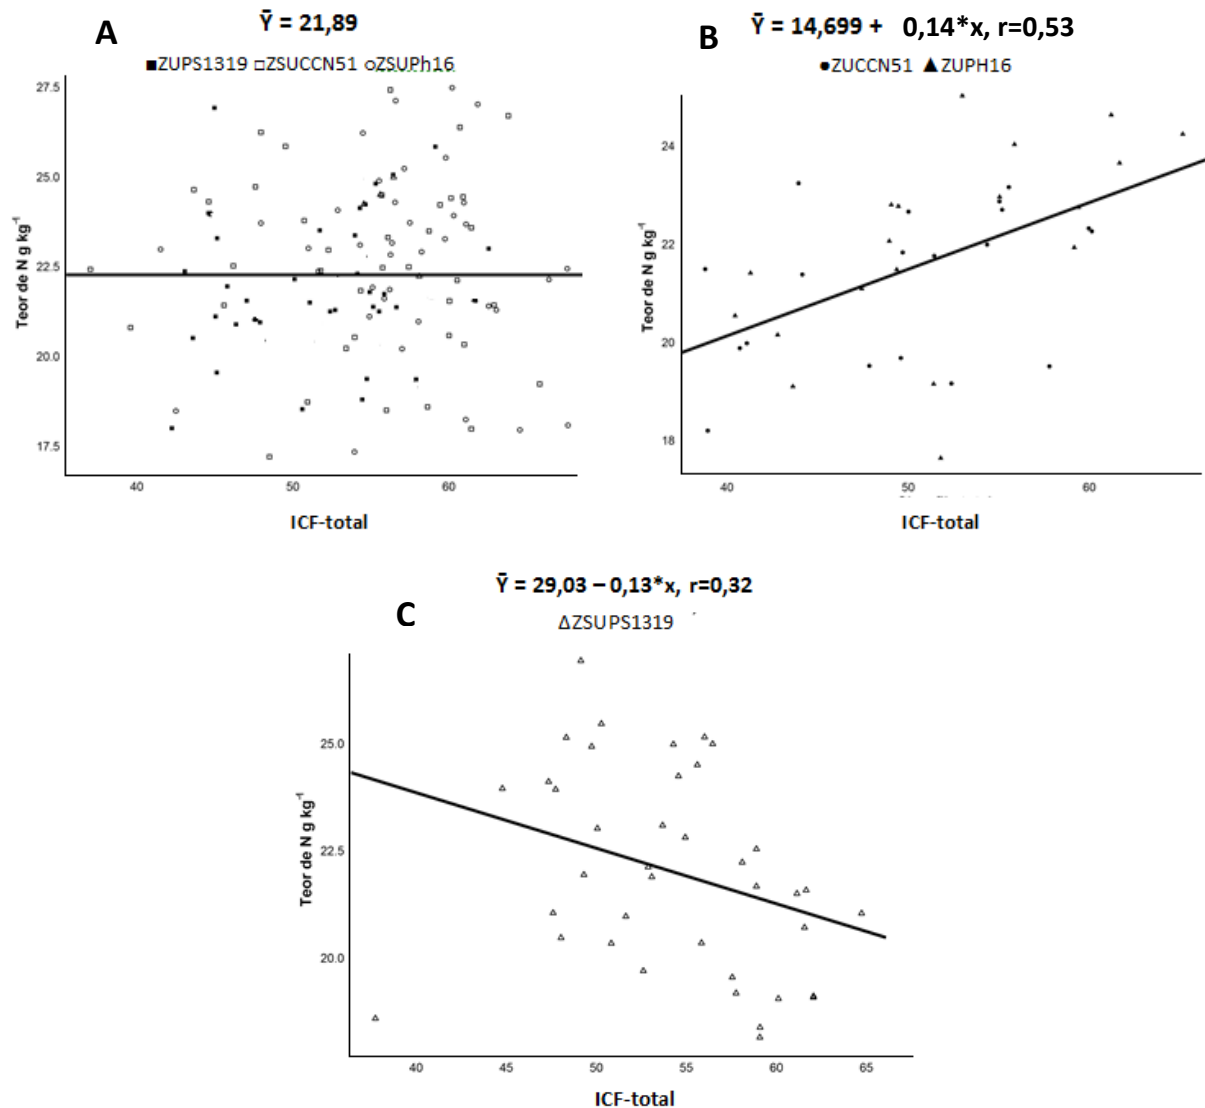 A
Ȳ = 21,89
■ZUPS1319 □ZSUCCN51 ○ZSUPh16
27.5
25.0
22.5
20.0
17.5
Teor de N g kg⁻¹
40 50 60
ICF-total
B
Ȳ = 14,699 + 0,14*x, r=0,53
●ZUCCN51 ▲ZUPH16
24
22
20
18
Teor de N g kg⁻¹
40 50 60
ICF-total
C
Ȳ = 29,03 – 0,13*x, r=0,32
ΔZSUPS1319
25.0
22.5
20.0
Teor de N g kg⁻¹
40 45 50 55 60 65
ICF-total